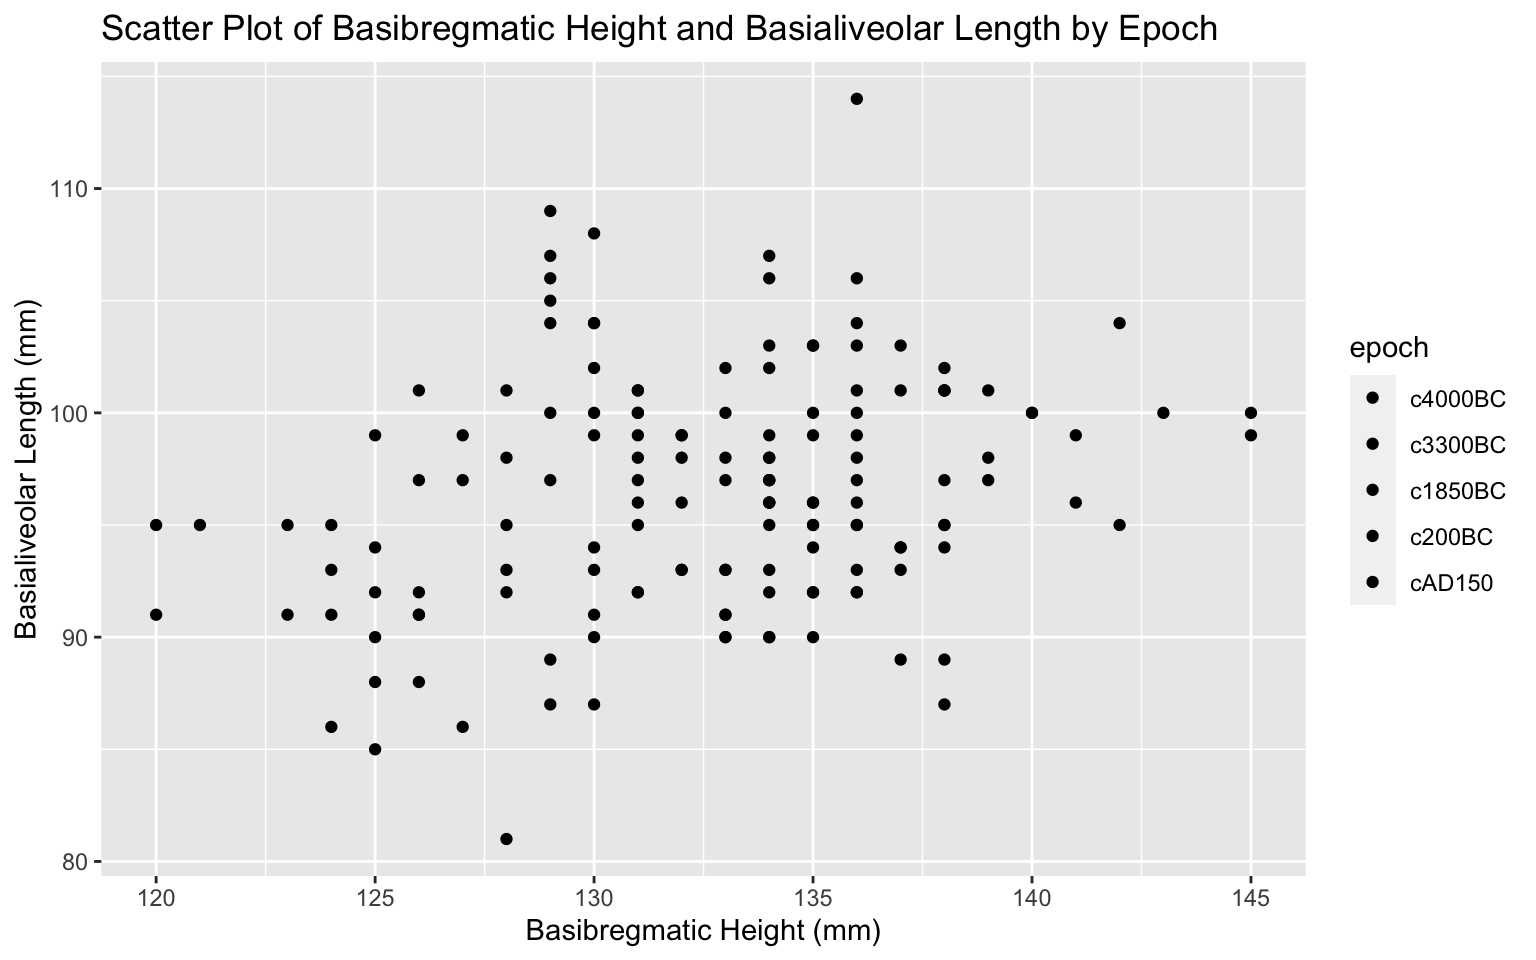 Scatter Plot of Basibregmatic Height and Basialiveolar Length by Epoch
Basialiveolar Length (mm)
110
100
90
80
120
125
130
135
140
145
Basibregmatic Height (mm)
epoch
c4000BC
c3300BC
c1850BC
c200BC
cAD150